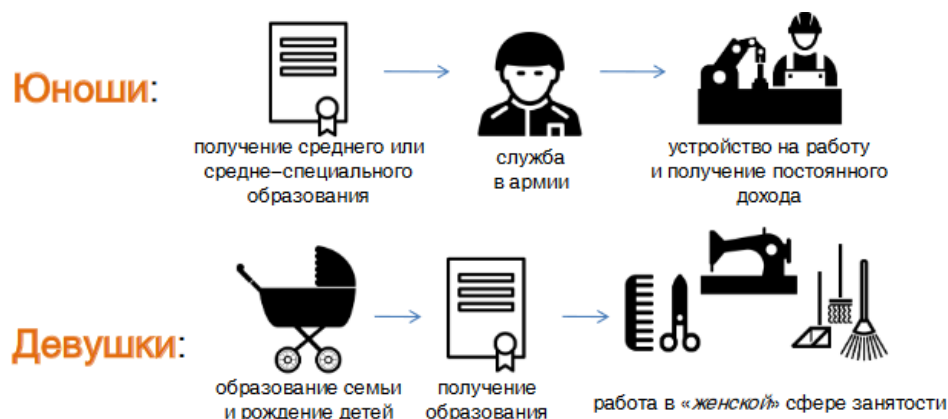 Юноши:
получение среднего или
средне–специального
образования
служба
в армии
устройство на работу
и получение постоянного
дохода
Девушки:
образование семьи
и рождение детей
получение
образования
работа в «женской» сфере занятости